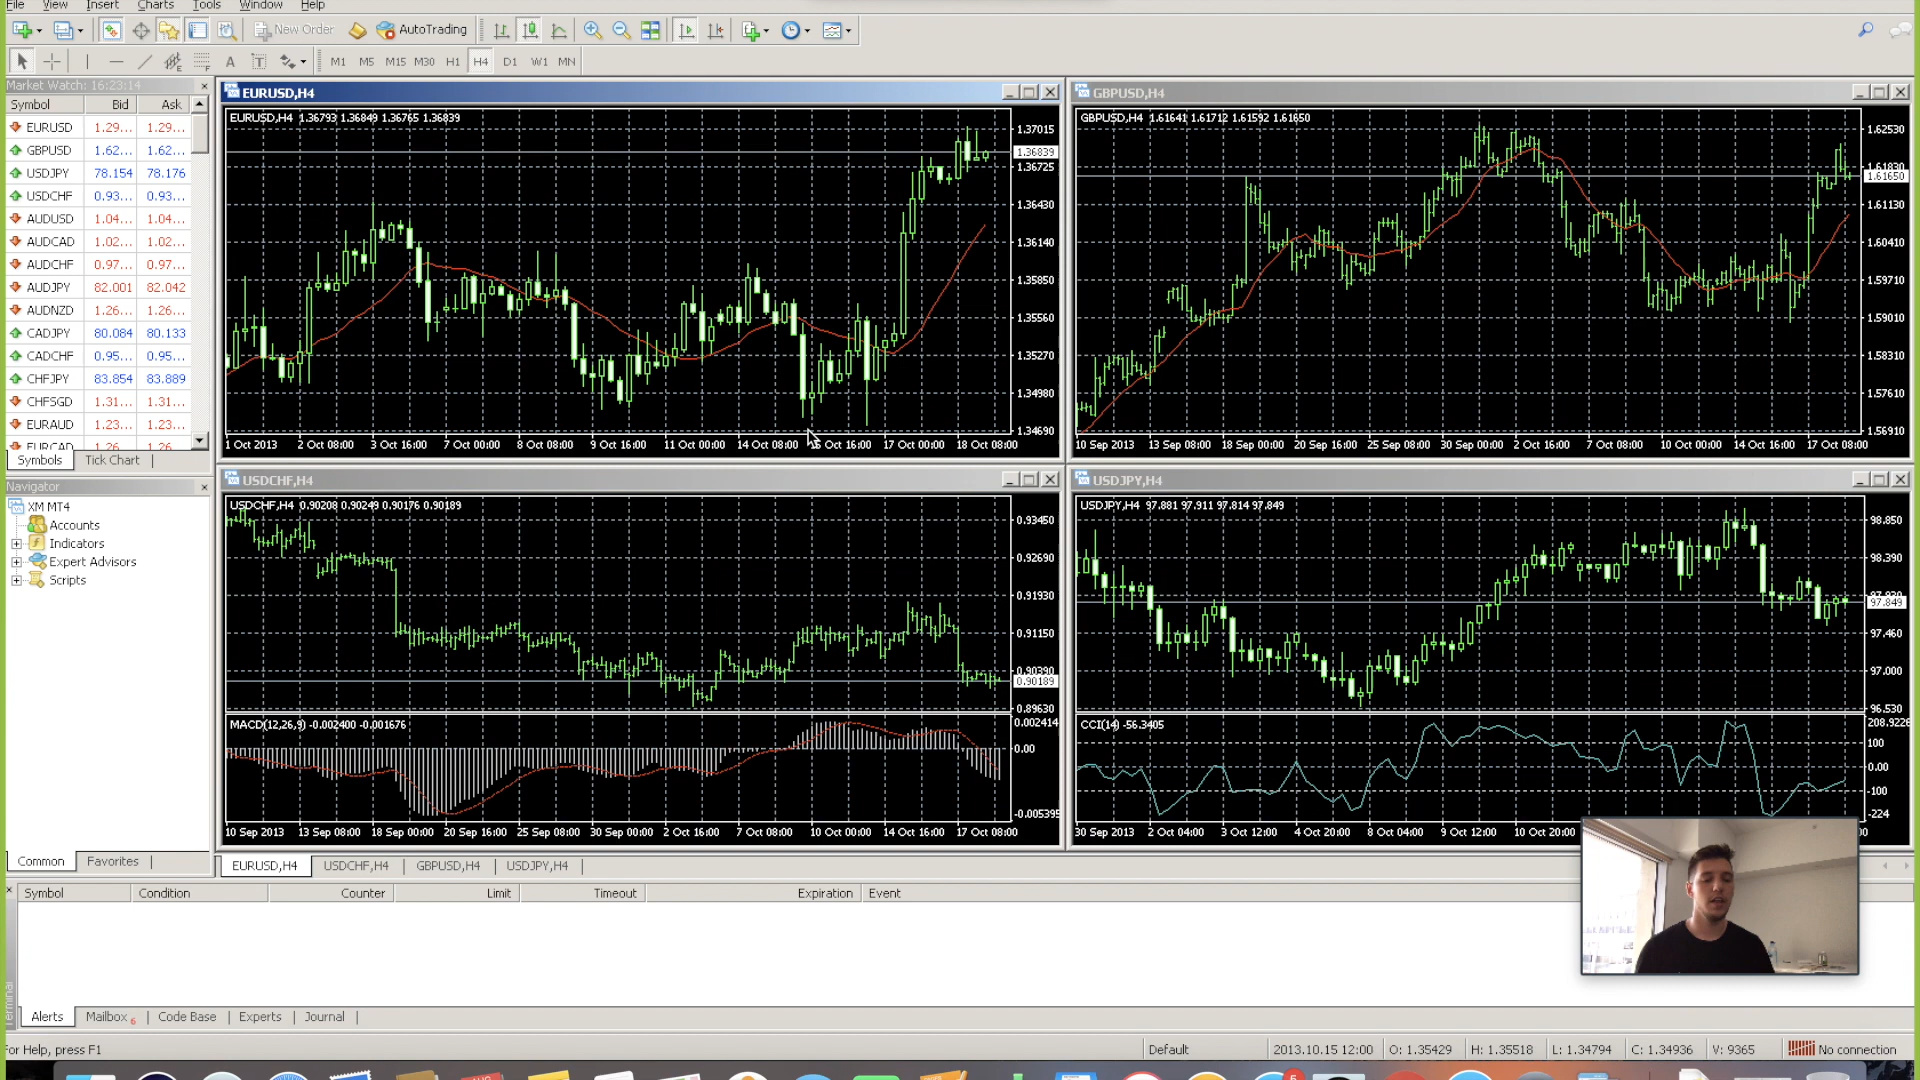 File View Insert Charts Tools Window Help
New Order AutoTrading
A T M1 M5 M15 M30 H1 H4 D1 W1 MN
Market Watch: 16:23:14
Symbol Bid Ask
EURUSD 1.29... 1.29...
GBPUSD 1.62... 1.62...
USDJPY 78.154 78.176
USDCHF 0.93... 0.93...
AUDUSD 1.04... 1.04...
AUDCAD 1.02... 1.02...
AUDCHF 0.97... 0.97...
AUDJPY 82.001 82.042
AUDNZD 1.26... 1.26...
CADJPY 80.084 80.133
CADCHF 0.95... 0.95...
CHFJPY 83.854 83.889
CHFSGD 1.31... 1.31...
EURAUD 1.23... 1.23...
EURCAD 1.26 1.26
Symbols Tick Chart
Navigator
XM MT4
Accounts
Indicators
Expert Advisors
Scripts
Common Favorites
EURUSD,H4
EURUSD,H4 1.36793 1.36849 1.36765 1.36839
1.37015
1.36839
1.36725
1.36430
1.36140
1.35850
1.35560
1.35270
1.34980
1.34690
1 Oct 2013 2 Oct 08:00 3 Oct 16:00 7 Oct 00:00 8 Oct 08:00 9 Oct 16:00 11 Oct 00:00 14 Oct 08:00 15 Oct 16:00 17 Oct 00:00 18 Oct 08:00
GBPUSD,H4
GBPUSD,H4 1.61641 1.61712 1.61592 1.61650
1.62530
1.61830
1.61650
1.61130
1.60410
1.59710
1.59010
1.58310
1.57610
1.56910
10 Sep 2013 13 Sep 08:00 18 Sep 00:00 20 Sep 16:00 25 Sep 08:00 30 Sep 00:00 2 Oct 16:00 7 Oct 08:00 10 Oct 00:00 14 Oct 16:00 17 Oct 08:00
USDCHF,H4
USDCHF,H4 0.90208 0.90249 0.90176 0.90189
0.93450
0.92690
0.91930
0.91150
0.90390
0.90189
0.89630
MACD(12,26,9) -0.002400 -0.001676
0.002414
0.00
-0.005395
10 Sep 2013 13 Sep 08:00 18 Sep 00:00 20 Sep 16:00 25 Sep 08:00 30 Sep 00:00 2 Oct 16:00 7 Oct 08:00 10 Oct 00:00 14 Oct 16:00 17 Oct 08:00
USDJPY,H4
USDJPY,H4 97.881 97.911 97.814 97.849
98.850
98.390
97.849
97.460
97.000
96.530
CCI(14) -56.3405
208.9226
100
0.00
-100
-224
30 Sep 2013 2 Oct 04:00 3 Oct 12:00 4 Oct 20:00 8 Oct 04:00 9 Oct 12:00 10 Oct 20:00
EURUSD,H4 USDCHF,H4 GBPUSD,H4 USDJPY,H4
Symbol Condition Counter Limit Timeout Expiration Event
Terminal
Alerts Mailbox 6 Code Base Experts Journal
For Help, press F1 Default 2013.10.15 12:00 O: 1.35429 H: 1.35518 L: 1.34794 C: 1.34936 V: 9365 No connection